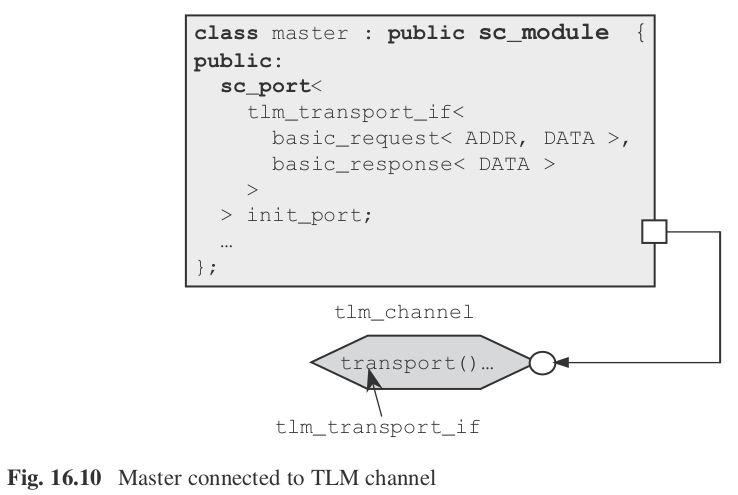 class master : public sc_module {
public:
sc_port<
tlm_transport_if<
basic_request< ADDR, DATA >,
basic_response< DATA >
>
> init_port;
…
};
tlm_channel
transport()…
tlm_transport_if
Fig. 16.10 Master connected to TLM channel